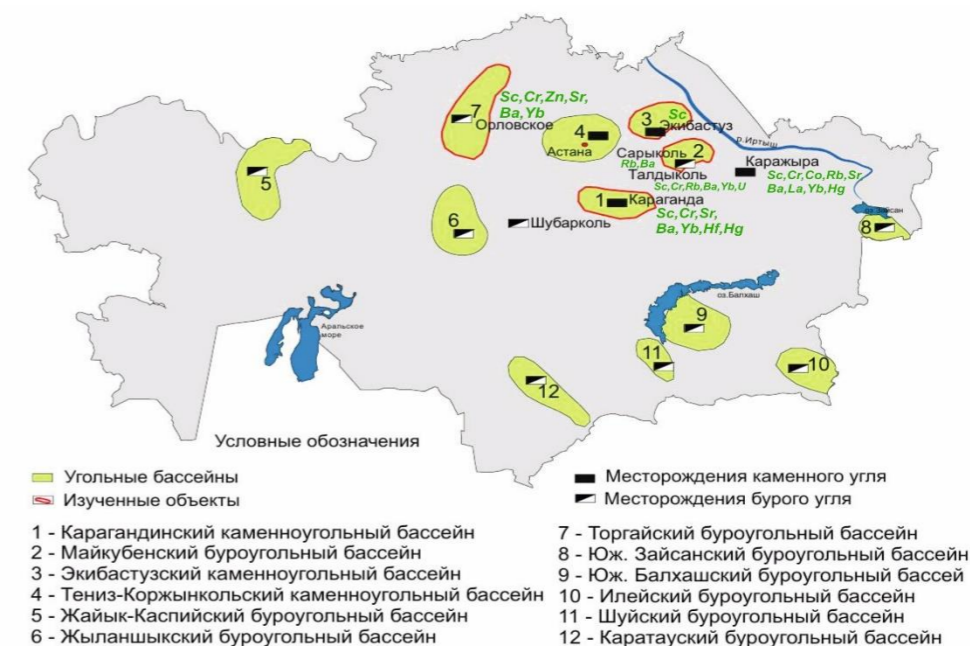 7
Sc,Cr,Zn,Sr,
Ba,Yb
Орловское
4
Астана
3
Sc
Экибастуз
Сарыколь
2
Rb,Ba
Талдыколь
Sc,Cr,Rb,Ba,Yb,U
р.Иртыш
Каражыра
Sc,Cr,Co,Rb,Sr
Ba,La,Yb,Hg
5
1
Караганда
Sc,Cr,Sr,
Ba,Yb,Hf,Hg
6
Шубарколь
оз.Зайсан
8
оз.Балхаш
9
Аральское
море
11
10
12
Условные обозначения
Угольные бассейны
Изученные объекты
1 - Карагандинский каменноугольный бассейн
2 - Майкубенский буроугольный бассейн
3 - Экибастузский каменноугольный бассейн
4 - Тениз-Коржынкольский каменноугольный бассейн
5 - Жайык-Каспийский буроугольный бассейн
6 - Жыланшыкский буроугольный бассейн
Месторождения каменного угля
Месторождения бурого угля
7 - Торгайский буроугольный бассейн
8 - Юж. Зайсанский буроугольный бассейн
9 - Юж. Балхашский буроугольный бассей
10 - Илейский буроугольный бассейн
11 - Шуйский буроугольный бассейн
12 - Каратауский буроугольный бассейн